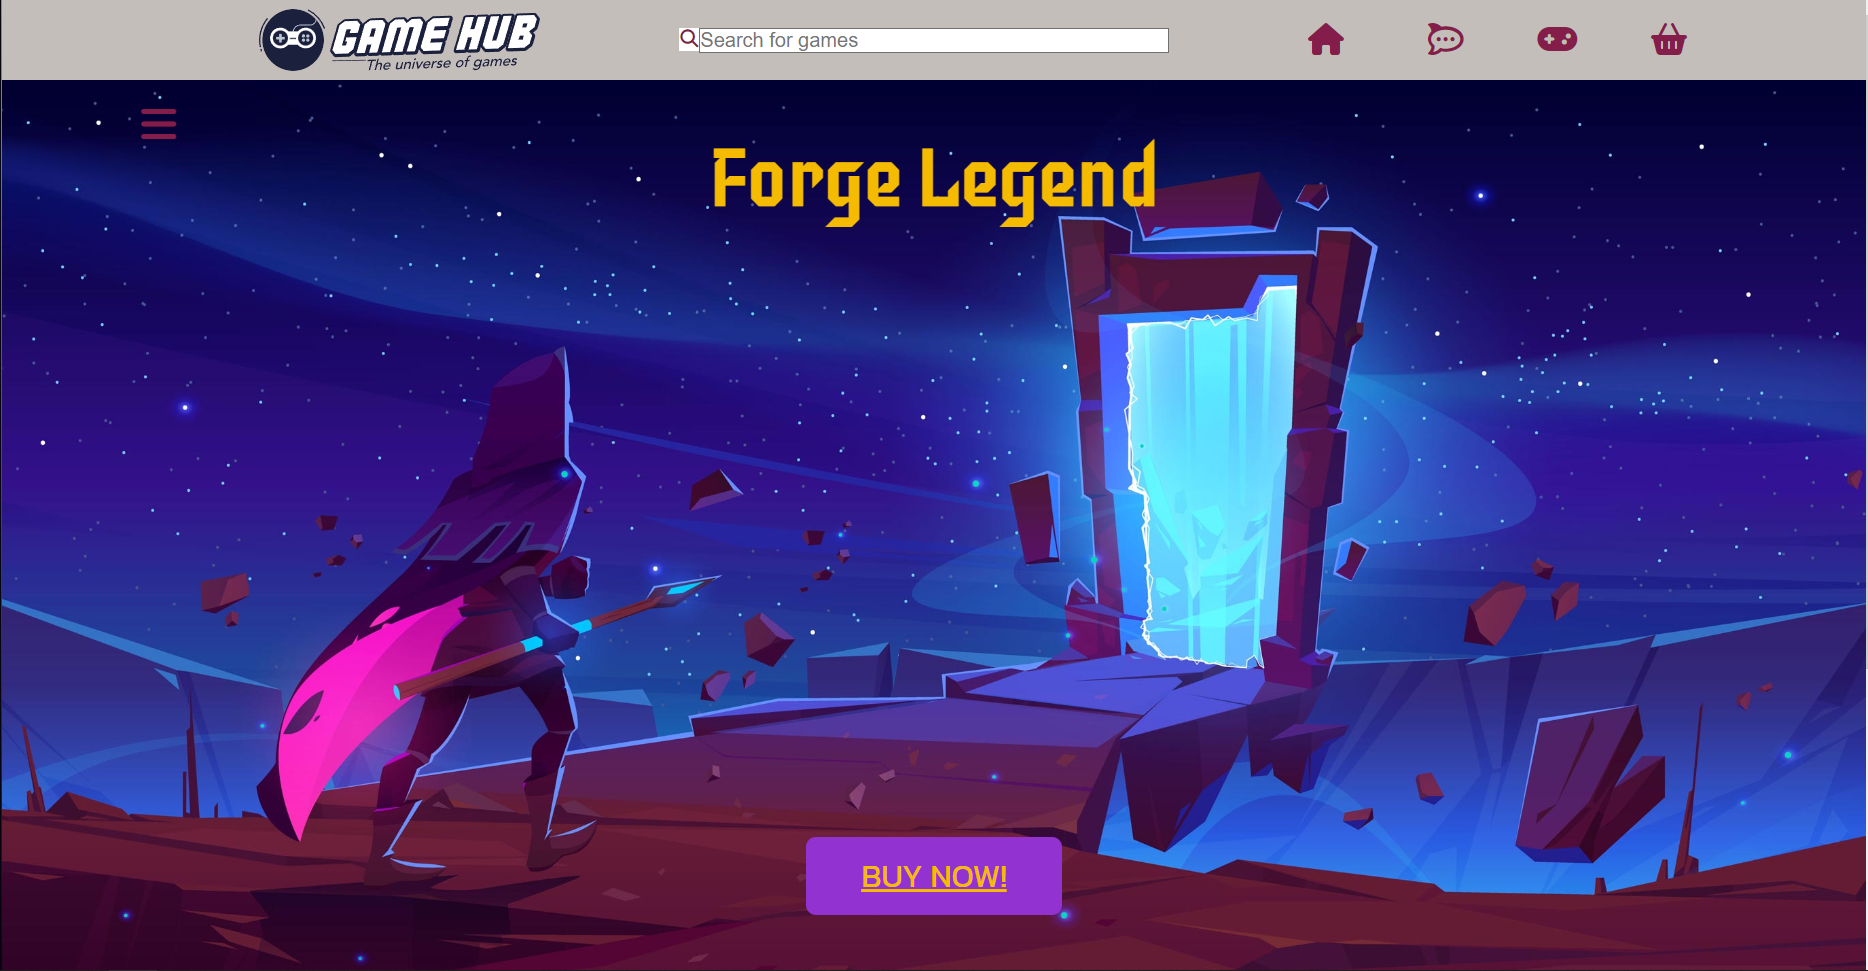 GAME HUB
The universe of games
Search for games
Forge Legend
BUY NOW!